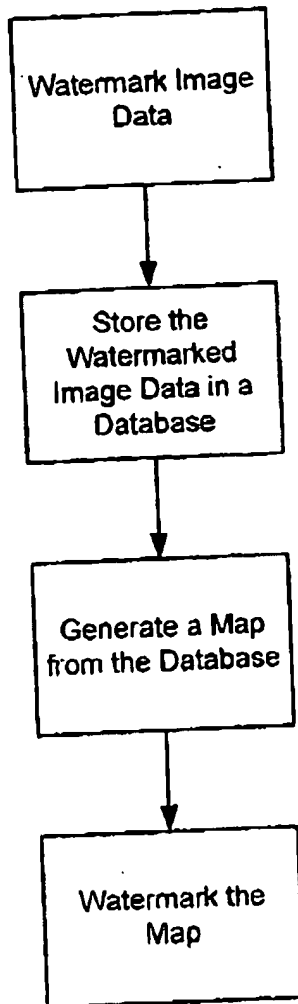 Watermark Image
Data
Store the
Watermarked
Image Data in a
Database
Generate a Map
from the Database
Watermark the
Map